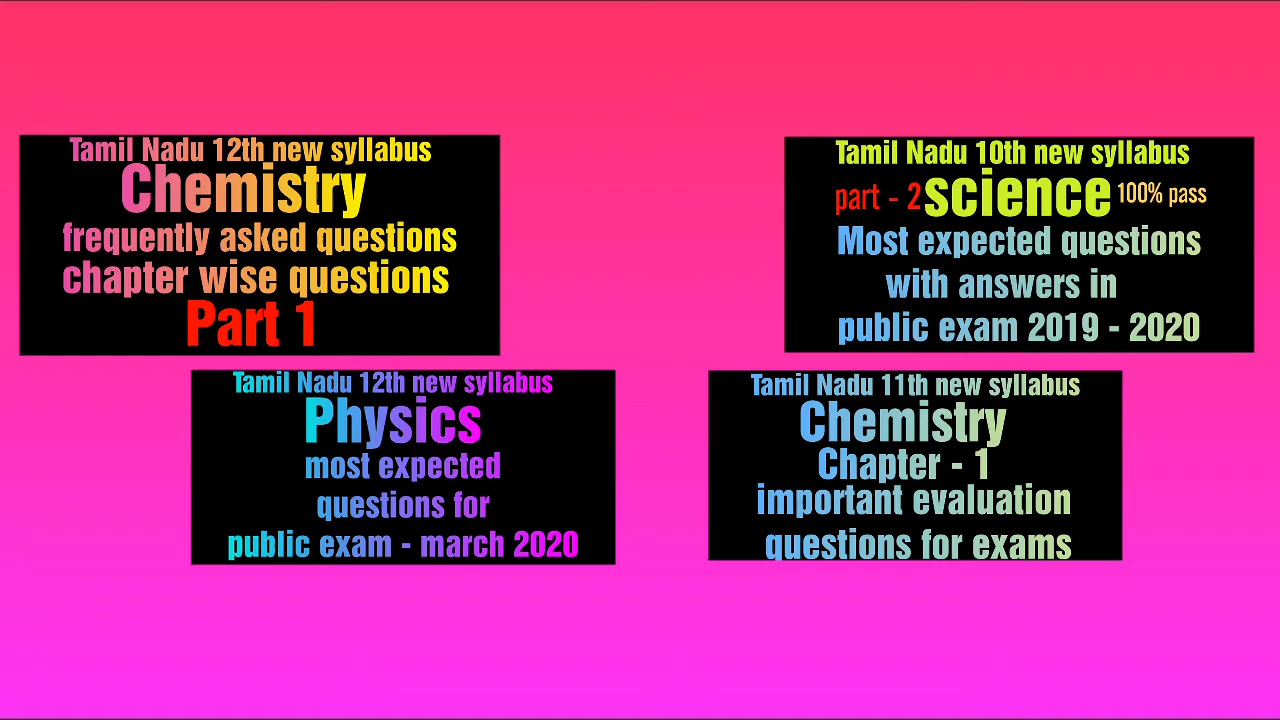 Tamil Nadu 12th new syllabus
Chemistry
frequently asked questions
chapter wise questions
Part 1
Tamil Nadu 10th new syllabus
part - 2 science 100% pass
Most expected questions
with answers in
public exam 2019 - 2020
Tamil Nadu 12th new syllabus
Physics
most expected
questions for
public exam - march 2020
Tamil Nadu 11th new syllabus
Chemistry
Chapter - 1
important evaluation
questions for exams